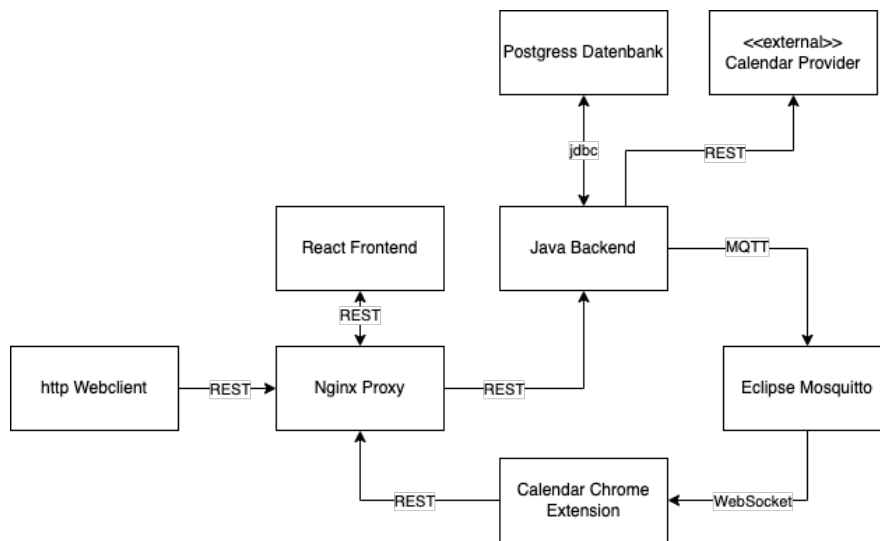 Postgress Datenbank
<<external>>
Calendar Provider
jdbc
REST
React Frontend
Java Backend
MQTT
REST
http Webclient
REST
Nginx Proxy
REST
Eclipse Mosquitto
REST
Calendar Chrome
Extension
WebSocket